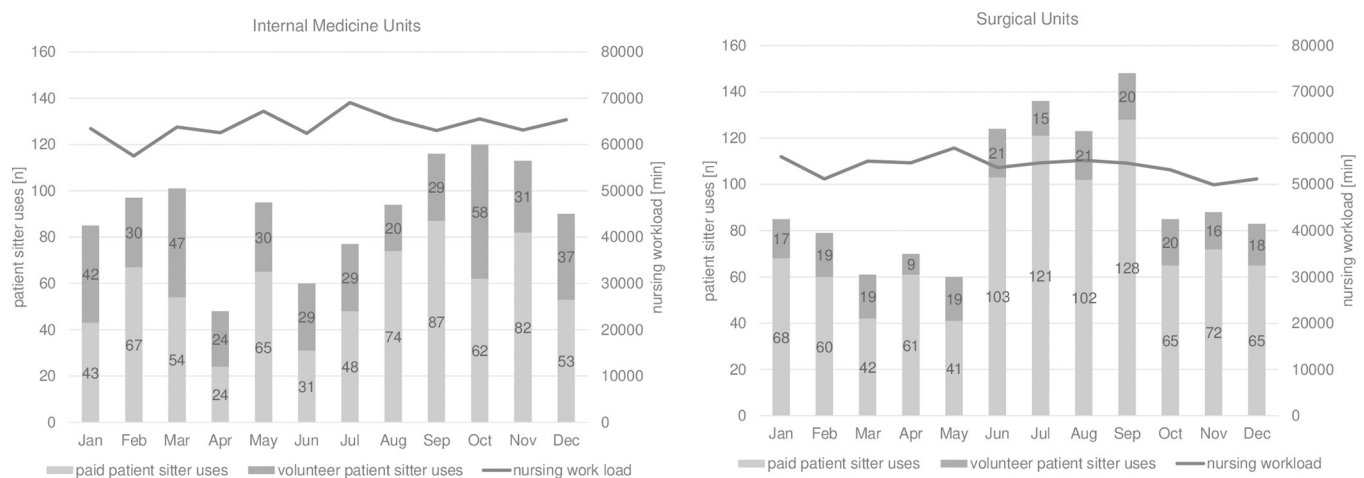 Internal Medicine Units
160
140
120
100
80
60
40
20
0
patient sitter uses [n]
80000
70000
60000
50000
40000
30000
20000
10000
0
nursing workload [min]
42 30 47 24 30 29 29 20 29 58 31 37
43 67 54 24 65 31 48 74 87 62 82 53
Jan Feb Mar Apr May Jun Jul Aug Sep Oct Nov Dec
paid patient sitter uses volunteer patient sitter uses nursing work load
Surgical Units
160
140
120
100
80
60
40
20
0
patient sitter uses [n]
80000
70000
60000
50000
40000
30000
20000
10000
0
nursing workload [min]
17 19 19 9 19 21 15 21 20 20 16 18
68 60 42 61 41 103 121 102 128 65 72 65
Jan Feb Mar Apr May Jun Jul Aug Sep Oct Nov Dec
paid patient sitter uses volunteer patient sitter uses nursing workload